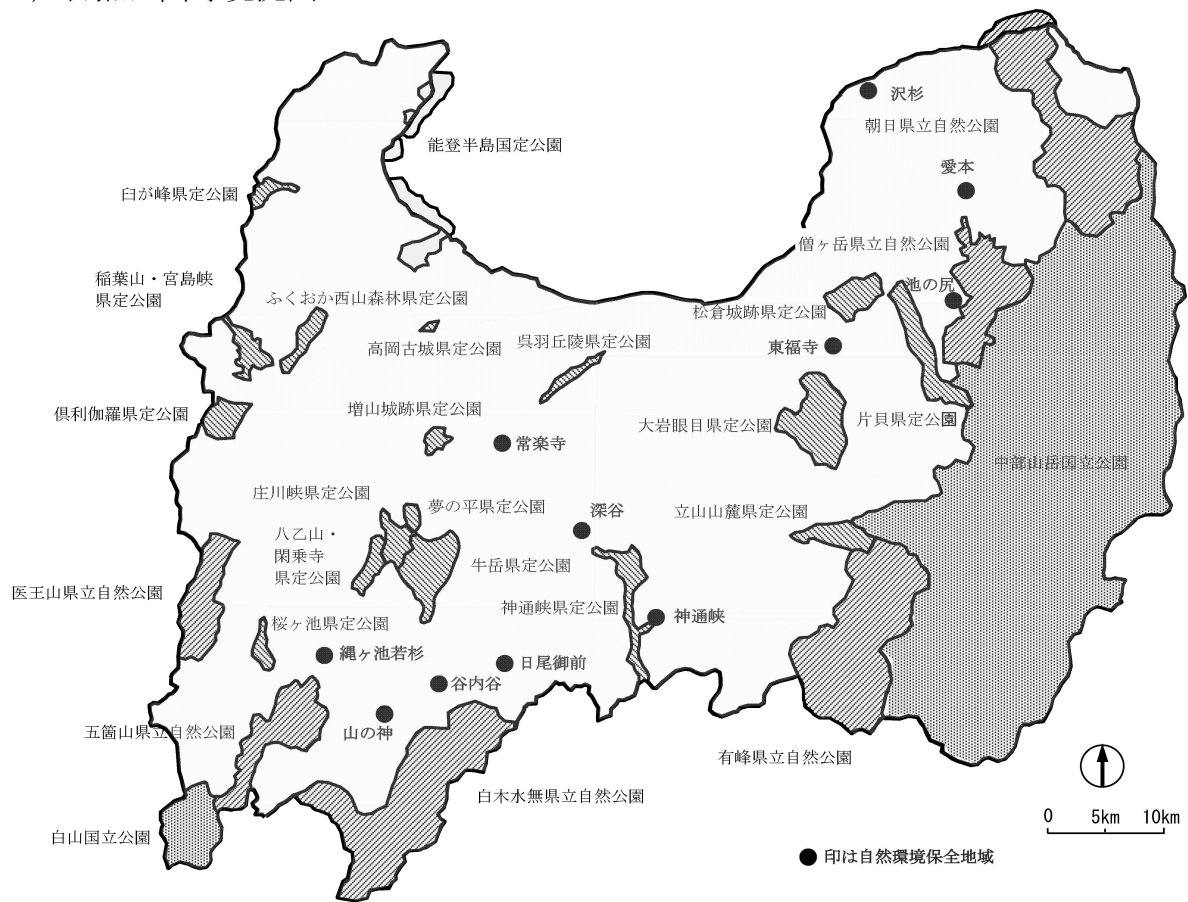 沢杉
朝日県立自然公園
能登半島国定公園
愛本
臼が峰県定公園
僧ヶ岳県立自然公園
稲葉山・宮島峡
県定公園
池の尻
ふくおか西山森林県定公園
松倉城跡県定公園
高岡古城県定公園
呉羽丘陵県定公園
東福寺
倶利伽羅県定公園
増山城跡県定公園
大岩眼目県定公園
片貝県定公園
常楽寺
中部山岳国立公園
庄川峡県定公園
夢の平県定公園
深谷
立山山麓県定公園
八乙山・
閑乗寺
県定公園
牛岳県定公園
医王山県立自然公園
神通峡県定公園
神通峡
桜ヶ池県定公園
縄ヶ池若杉
日尾御前
谷内谷
五箇山県立自然公園
山の神
有峰県立自然公園
白木水無県立自然公園
白山国立公園
0 5km 10km
●印は自然環境保全地域